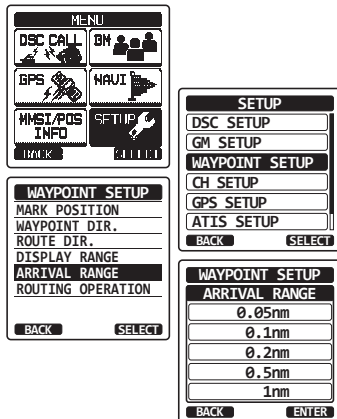 MENU
DSC CALL
GM
GPS
NAVI
MMSI/POS
INFO
SETUP
BACK
SELECT
SETUP
DSC SETUP
GM SETUP
WAYPOINT SETUP
CH SETUP
GPS SETUP
ATIS SETUP
BACK SELECT
WAYPOINT SETUP
MARK POSITION
WAYPOINT DIR.
ROUTE DIR.
DISPLAY RANGE
ARRIVAL RANGE
ROUTING OPERATION
BACK SELECT
WAYPOINT SETUP
ARRIVAL RANGE
0.05nm
0.1nm
0.2nm
0.5nm
1nm
BACK ENTER